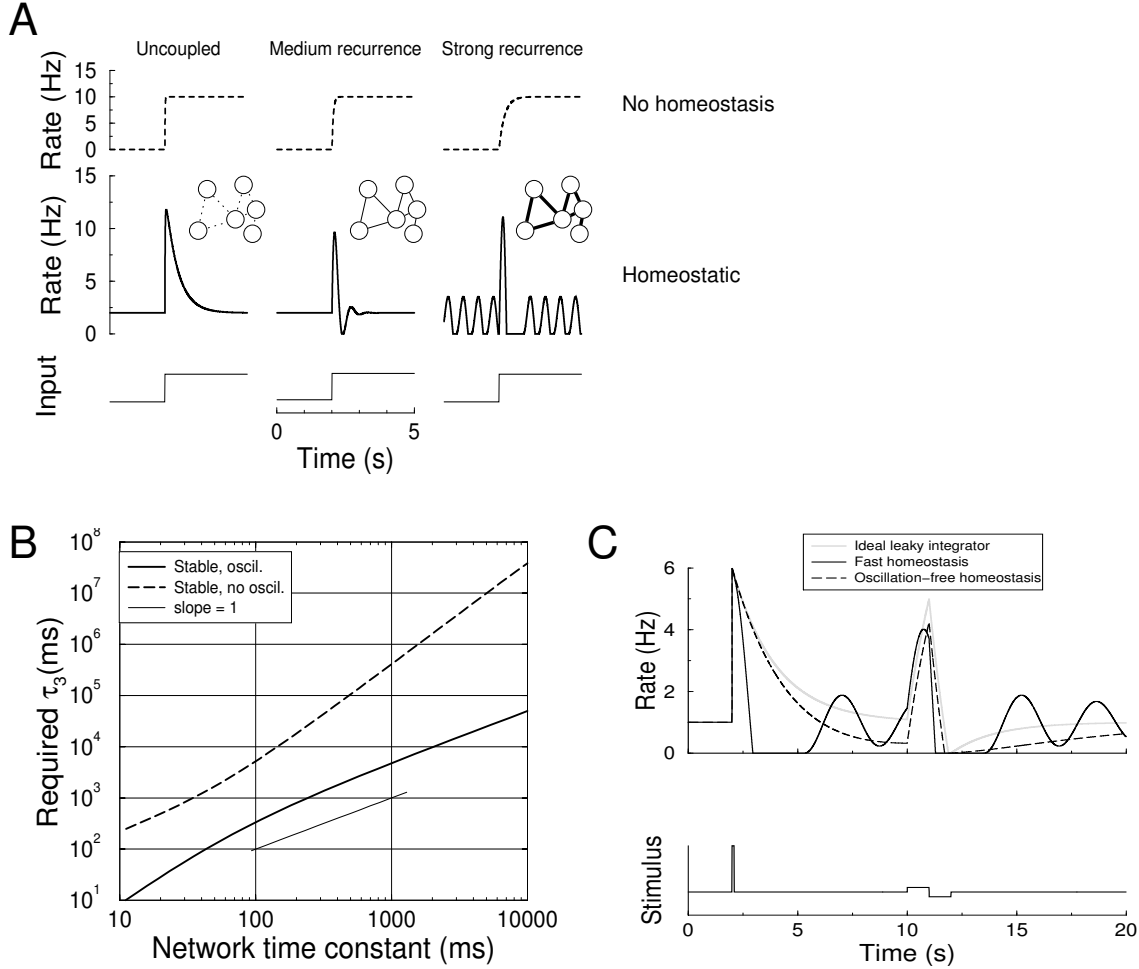 A
Uncoupled
Medium recurrence
Strong recurrence
Rate (Hz)
15
10
5
0
No homeostasis
Rate (Hz)
15
10
5
0
Homeostatic
Input
0
5
Time (s)
B
Required τ3(ms)
10^8
10^7
10^6
10^5
10^4
10^3
10^2
10^1
Stable, oscil.
Stable, no oscil.
slope = 1
10
100
1000
10000
Network time constant (ms)
C
Ideal leaky integrator
Fast homeostasis
Oscillation−free homeostasis
Rate (Hz)
6
4
2
0
Stimulus
0
5
10
15
20
Time (s)